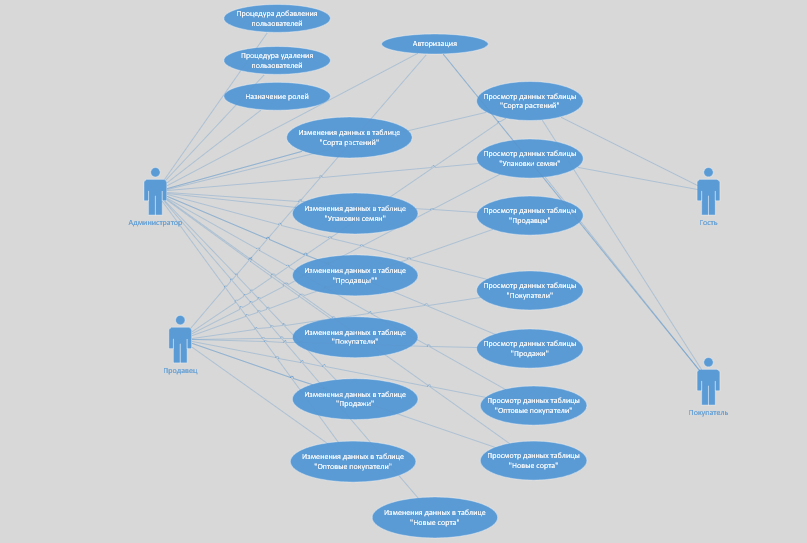 Процедура добавления
пользователей
Авторизация
Процедура удаления
пользователей
Назначение ролей
Просмотр данных таблицы
"Сорта растений"
Изменения данных в таблице
"Сорта растений"
Просмотр данных таблицы
"Упаковки семян"
Администратор
Гость
Изменения данных в таблице
"Упаковки семян"
Просмотр данных таблицы
"Продавцы"
Изменения данных в таблице
"Продавцы""
Просмотр данных таблицы
"Покупатели"
Продавец
Изменения данных в таблице
"Покупатели"
Просмотр данных таблицы
"Продажи"
Покупатель
Изменения данных в таблице
"Продажи"
Просмотр данных таблицы
"Оптовые покупатели"
Изменения данных в таблице
"Оптовые покупатели"
Просмотр данных таблицы
"Новые сорта"
Изменения данных в таблице
"Новые сорта"